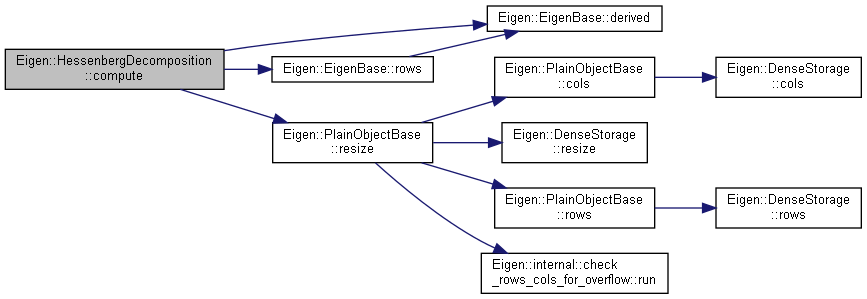 Eigen::HessenbergDecomposition
::compute
Eigen::EigenBase::derived
Eigen::EigenBase::rows
Eigen::PlainObjectBase
::resize
Eigen::PlainObjectBase
::cols
Eigen::DenseStorage
::cols
Eigen::DenseStorage
::resize
Eigen::PlainObjectBase
::rows
Eigen::DenseStorage
::rows
Eigen::internal::check
_rows_cols_for_overflow::run